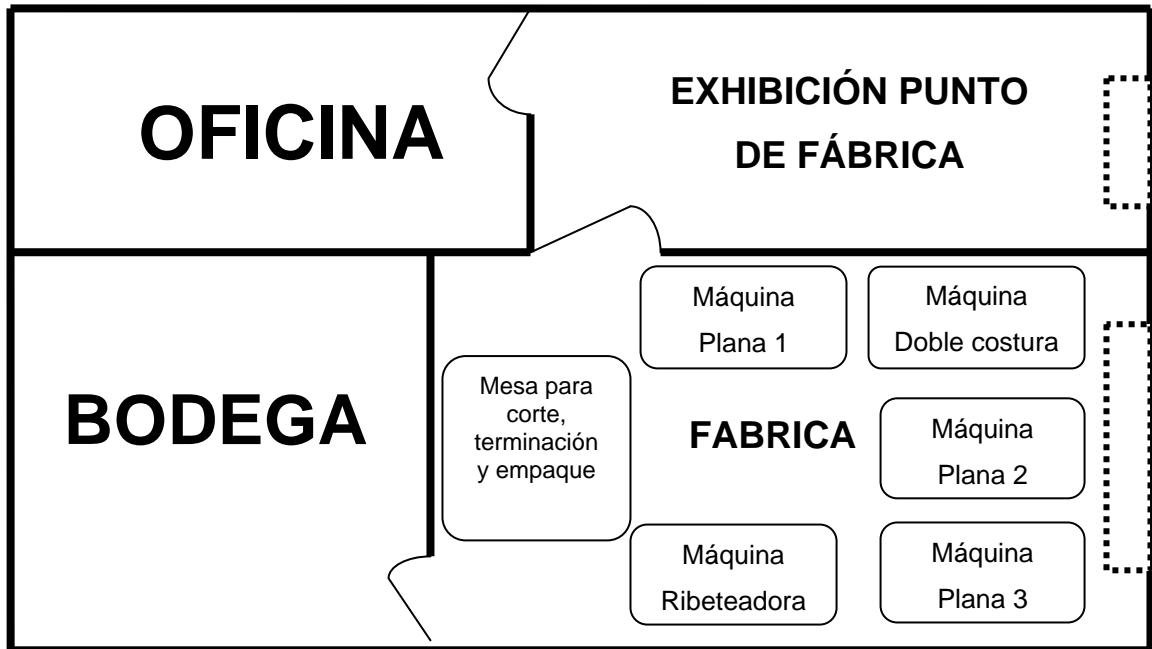 OFICINA
EXHIBICIÓN PUNTO
DE FÁBRICA
BODEGA
Mesa para
corte,
terminación
y empaque
Máquina
Plana 1
Máquina
Doble costura
FABRICA
Máquina
Plana 2
Máquina
Ribeteadora
Máquina
Plana 3